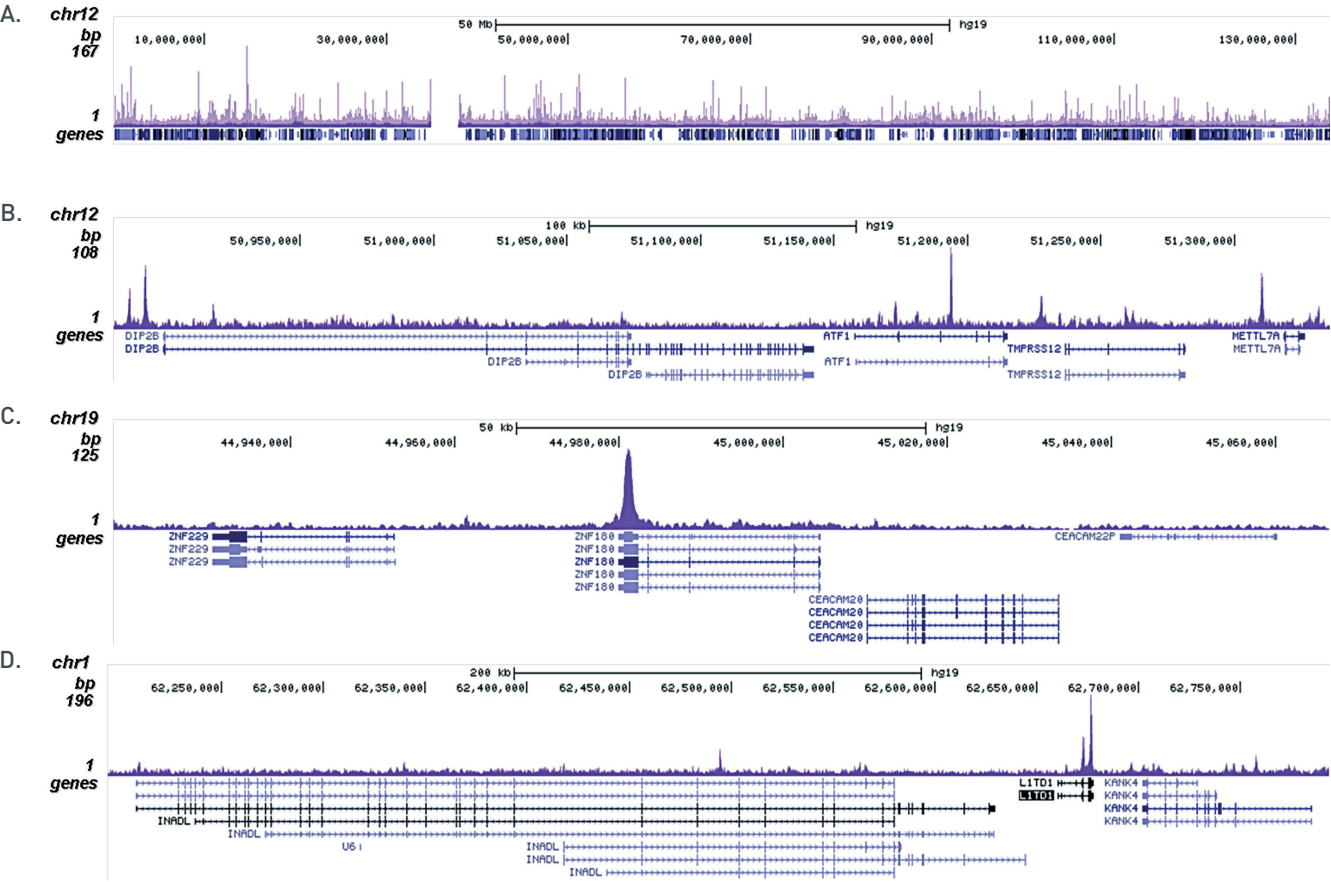 A. chr12 50 Mb hg19
bp 10,000,000 30,000,000 50,000,000 70,000,000 90,000,000 110,000,000 130,000,000
167
1
genes
B. chr12 100 kb hg19
bp 50,950,000 51,000,000 51,050,000 51,100,000 51,150,000 51,200,000 51,250,000 51,300,000
108
1
genes DIP2B ATF1 METTL7A
DIP2B TMPRSS12 METTL7A
DIP2B ATF1
DIP2B TMPRSS12
C. chr19 50 kb hg19
bp 44,940,000 44,960,000 44,980,000 45,000,000 45,020,000 45,040,000 45,060,000
125
1
genes ZNF229 ZNF180 CEACAM22P
ZNF229 ZNF180
ZNF229 ZNF180
ZNF180
ZNF180
CEACAM20
CEACAM20
CEACAM20
CEACAM20
D. chr1 200 kb hg19
bp 62,250,000 62,300,000 62,350,000 62,400,000 62,450,000 62,500,000 62,550,000 62,600,000 62,650,000 62,700,000 62,750,000
196
1
genes L1TD1 KANK4
L1TD1 KANK4
KANK4
INADL KANK4
INADL
U6 INADL
INADL
INADL